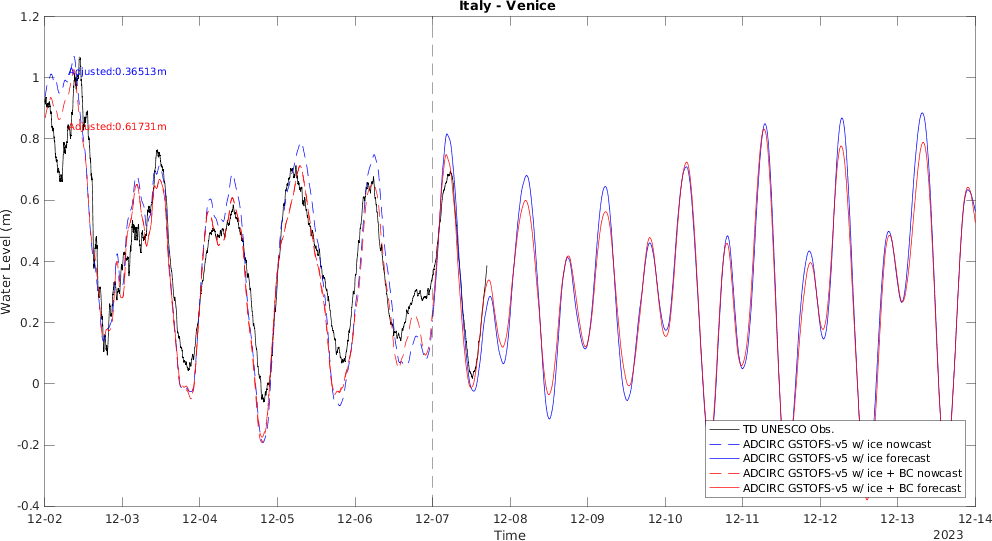 Italy - Venice
1.2
1
0.8
0.6
0.4
0.2
0
-0.2
-0.4
Water Level (m)
Adjusted:0.36513m
Adjusted:0.61731m
TD UNESCO Obs.
ADCIRC GSTOFS-v5 w/ ice nowcast
ADCIRC GSTOFS-v5 w/ ice forecast
ADCIRC GSTOFS-v5 w/ ice + BC nowcast
ADCIRC GSTOFS-v5 w/ ice + BC forecast
12-02 12-03 12-04 12-05 12-06 12-07 12-08 12-09 12-10 12-11 12-12 12-13 12-14
Time
2023